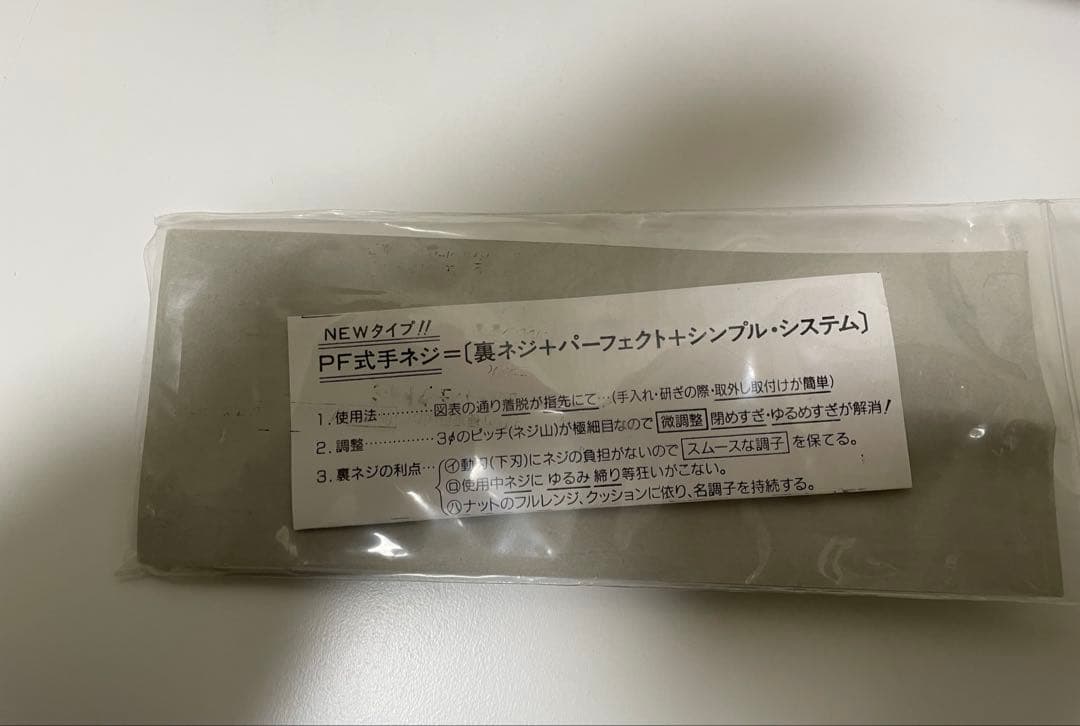 NEWタイプ!!
PF式手ネジ=〔裏ネジ+パーフェクト+シンプル・システム〕
1. 使用法…………図表の通り着脱が指先にて…(手入れ・研ぎの際・取外し取付けが簡単)
2. 調整……………3φのピッチ(ネジ山)が極細目なので 微調整 閉めすぎ・ゆるめすぎが解消!
3. 裏ネジの利点…㋑動刃(下刃)にネジの負担がないので スムースな調子 を保てる。
㋺使用中ネジに ゆるみ 締り等狂いがこない。
㋩ナットのフルレンジ、クッションに依り、名調子を持続する。